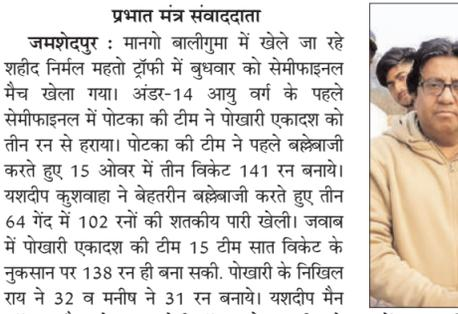 प्रभात मंत्र संवाददाता
जमशेदपुर : मानगो बालीगुमा में खेले जा रहे
शहीद निर्मल महतो ट्रॉफी में बुधवार को सेमीफाइनल
मैच खेला गया। अंडर-14 आयु वर्ग के पहले
सेमीफाइनल में पोटका की टीम ने पोखारी एकादश को
तीन रन से हराया। पोटका की टीम ने पहले बल्लेबाजी
करते हुए 15 ओवर में तीन विकेट 141 रन बनाये।
यशदीप कुशवाहा ने बेहतरीन बल्लेबाजी करते हुए तीन
64 गेंद में 102 रनों की शतकीय पारी खेली। जवाब
में पोखारी एकादश की टीम 15 टीम सात विकेट के
नुकसान पर 138 रन ही बना सकी. पोखारी के निखिल
राय ने 32 व मनीष ने 31 रन बनाये। यशदीप मैन